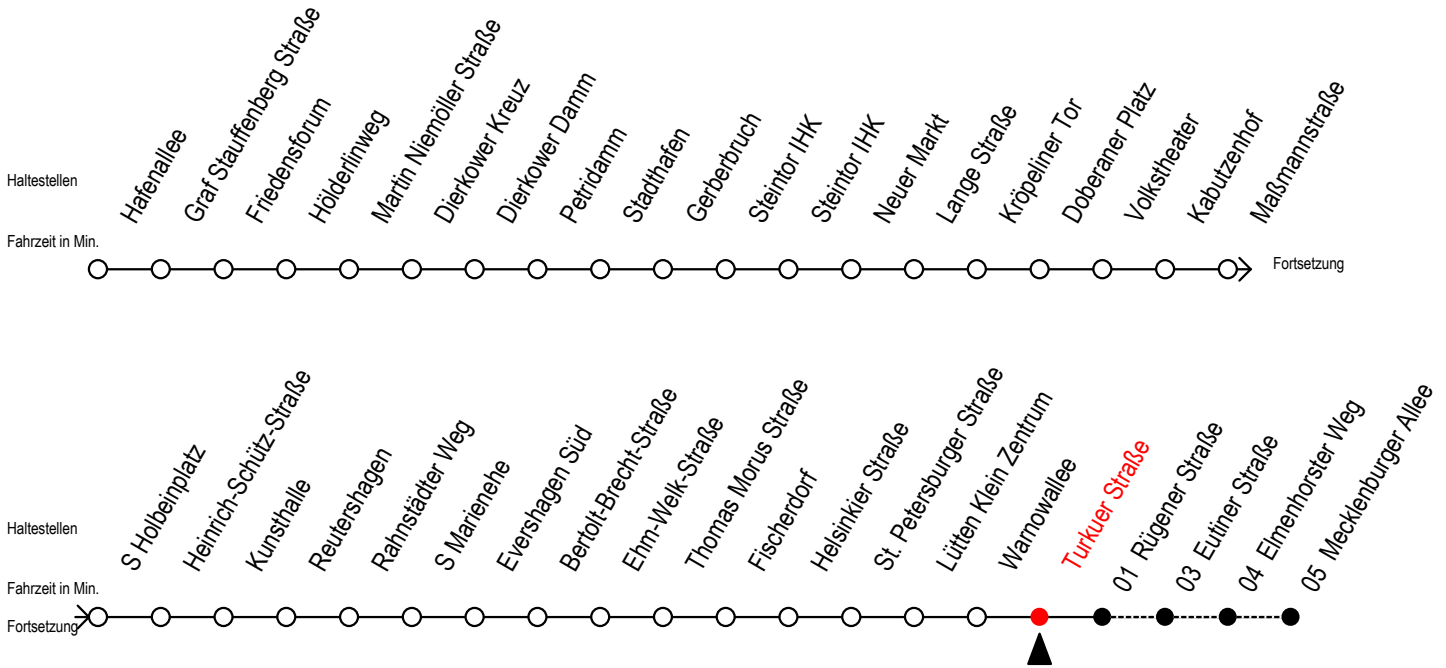 Haltestellen
Hafenallee
Graf Stauffenberg Straße
Friedensforum
Hölderlinweg
Martin Niemöller Straße
Dierkower Kreuz
Dierkower Damm
Petridamm
Stadthafen
Gerberbruch
Steintor IHK
Steintor IHK
Neuer Markt
Lange Straße
Kröpeliner Tor
Doberaner Platz
Volkstheater
Kabutzenhof
Maßmannstraße
Fahrzeit in Min.
Fortsetzung
Haltestellen
S Holbeinplatz
Heinrich-Schütz-Straße
Kunsthalle
Reutershagen
Rahnstädter Weg
S Marienehe
Evershagen Süd
Bertolt-Brecht-Straße
Ehm-Welk-Straße
Thomas Morus Straße
Fischerdorf
Helsinkier Straße
St. Petersburger Straße
Lütten Klein Zentrum
Warnowallee
Turkuer Straße
01 Rügener Straße
03 Eutiner Straße
04 Elmenhorster Weg
05 Mecklenburger Allee
Fahrzeit in Min.
Fortsetzung